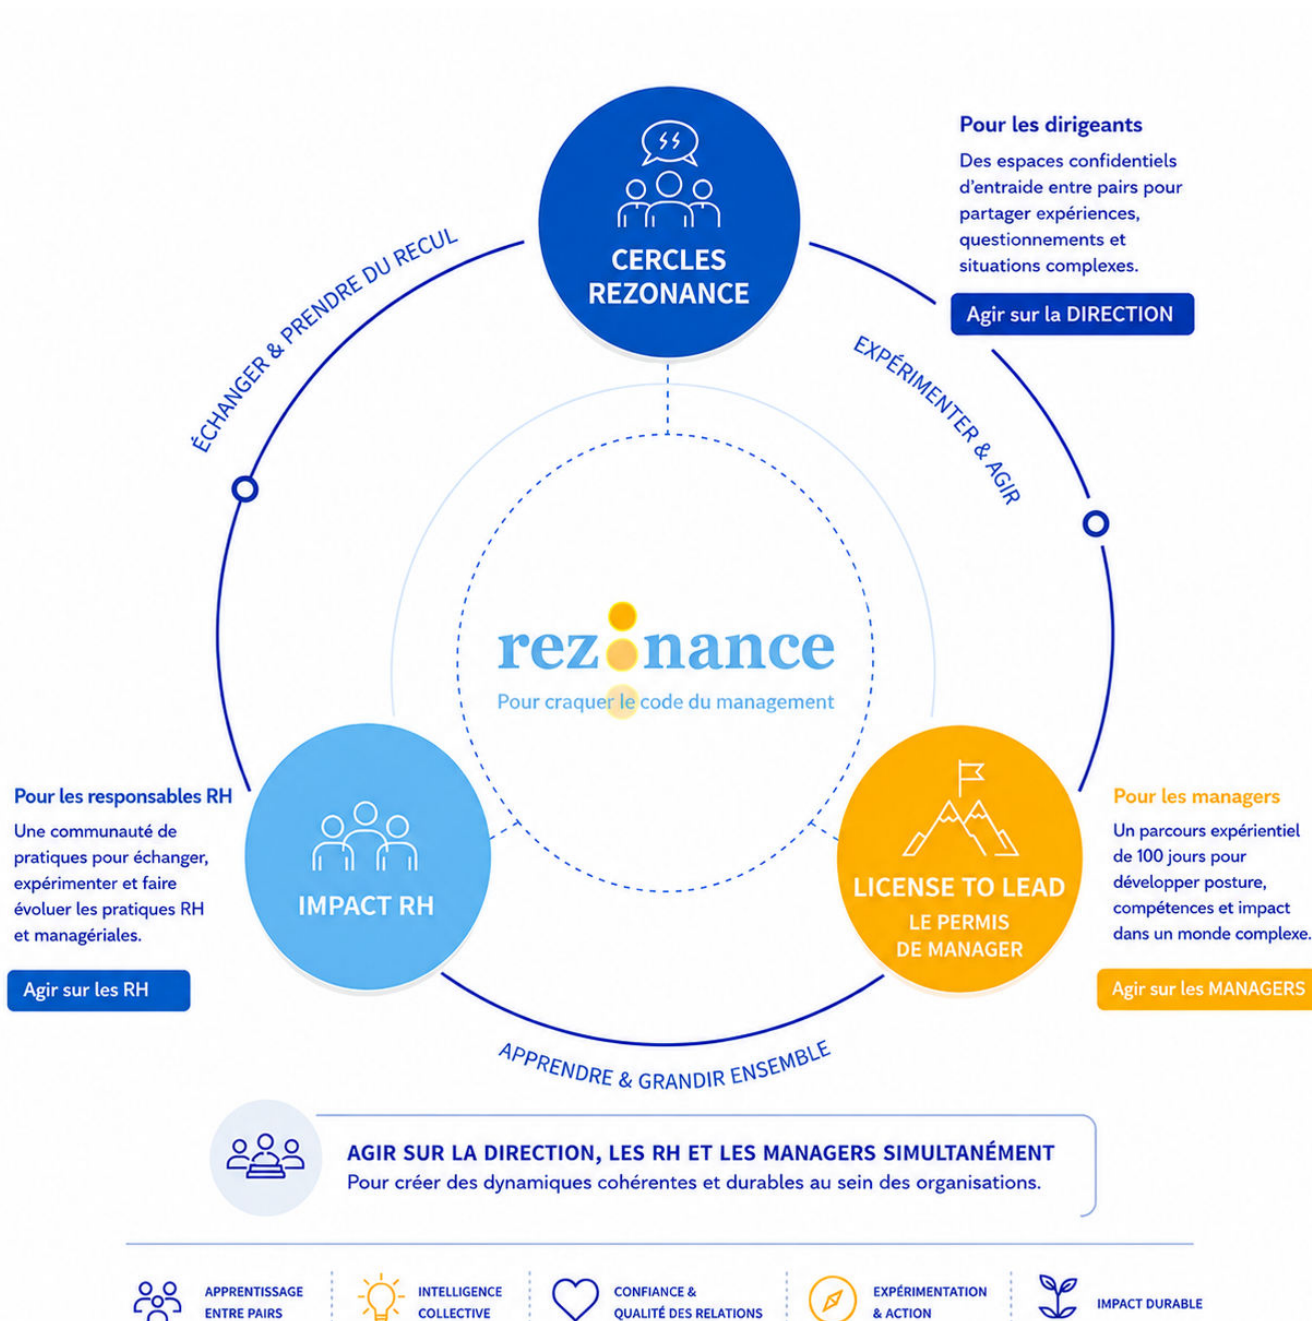 CERCLES
REZONANCE
Pour les dirigeants
Des espaces confidentiels
d'entraide entre pairs pour
partager expériences,
questionnements et
situations complexes.
Agir sur la DIRECTION
ÉCHANGER & PRENDRE DU RECUL
EXPÉRIMENTER & AGIR
rezonance
Pour craquer le code du management
Pour les responsables RH
Une communauté de
pratiques pour échanger,
expérimenter et faire
évoluer les pratiques RH
et managériales.
Agir sur les RH
IMPACT RH
LICENSE TO LEAD
LE PERMIS
DE MANAGER
Pour les managers
Un parcours expérientiel
de 100 jours pour
développer posture,
compétences et impact
dans un monde complexe.
Agir sur les MANAGERS
APPRENDRE & GRANDIR ENSEMBLE
AGIR SUR LA DIRECTION, LES RH ET LES MANAGERS SIMULTANÉMENT
Pour créer des dynamiques cohérentes et durables au sein des organisations.
APPRENTISSAGE
ENTRE PAIRS
INTELLIGENCE
COLLECTIVE
CONFIANCE &
QUALITÉ DES RELATIONS
EXPÉRIMENTATION
& ACTION
IMPACT DURABLE